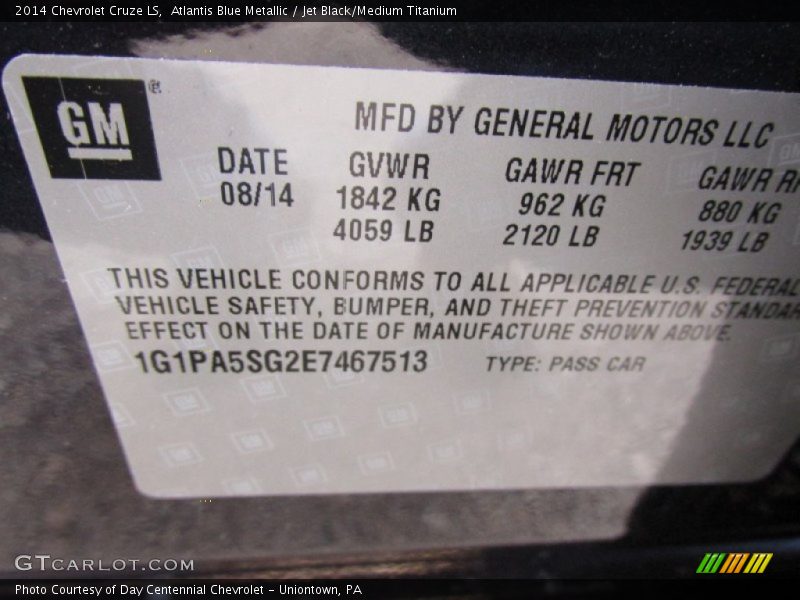 2014 Chevrolet Cruze LS,  Atlantis Blue Metallic / Jet Black/Medium Titanium
GM ®
MFD BY GENERAL MOTORS LLC
DATE GVWR GAWR FRT GAWR
08/14 1842 KG 962 KG 880 KG
4059 LB 2120 LB 1939 LB
THIS VEHICLE CONFORMS TO ALL APPLICABLE U.S. FEDERAL
VEHICLE SAFETY, BUMPER, AND THEFT PREVENTION STANDAR
EFFECT ON THE DATE OF MANUFACTURE SHOWN ABOVE.
1G1PA5SG2E7467513 TYPE: PASS CAR
GTCARLOT.COM
Photo Courtesy of Day Centennial Chevrolet – Uniontown, PA